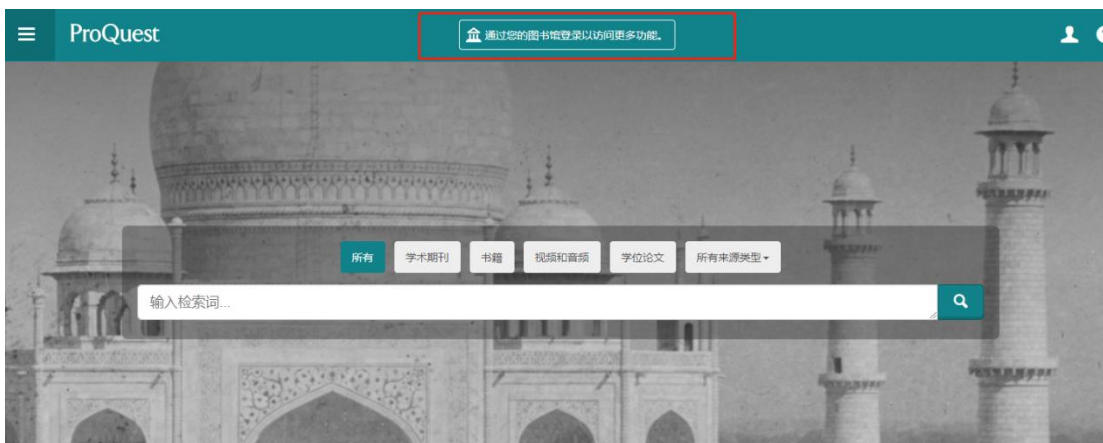 ProQuest
通过您的图书馆登录以访问更多功能。
所有 学术期刊 书籍 视频和音频 学位论文 所有来源类型
输入检索词...